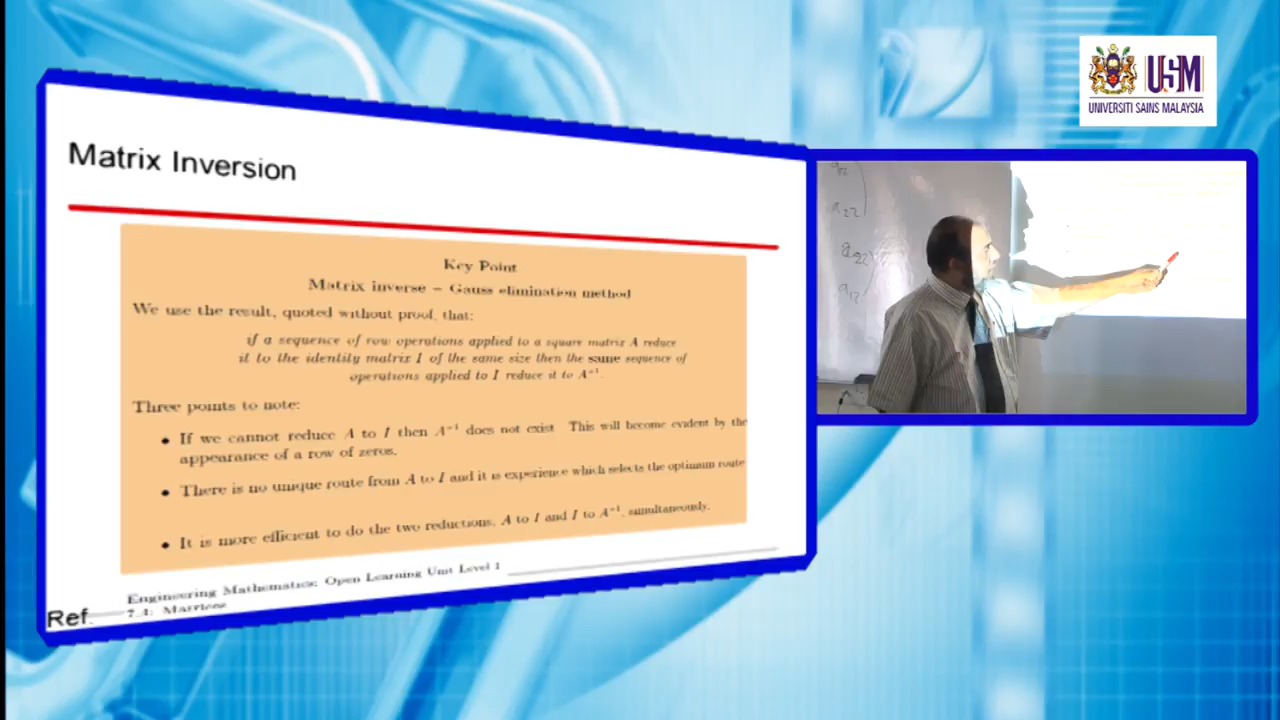 USM
UNIVERSITI SAINS MALAYSIA
Matrix Inversion
Key Point
Matrix inverse – Gauss elimination method
We use the result, quoted without proof, that:
if a sequence of row operations applied to a square matrix A reduce
it to the identity matrix I of the same size then the same sequence of
operations applied to I reduce it to A⁻¹.
Three points to note:
• If we cannot reduce A to I then A⁻¹ does not exist. This will become evident by the
appearance of a row of zeros.
• There is no unique route from A to I and it is experience which selects the optimum route
• It is more efficient to do the two reductions, A to I and I to A⁻¹, simultaneously.
Engineering Mathematics: Open Learning Unit Level 1
Ref. 7.4: Matrices
a₂₂
a₂₂
a₁₂